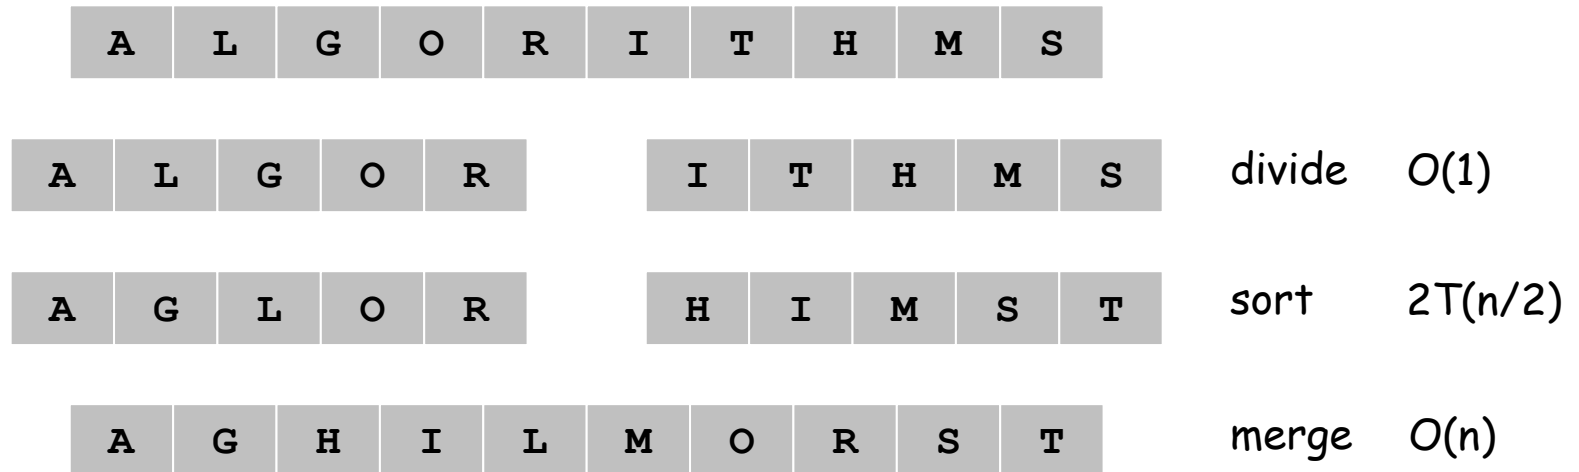 A L G O R I T H M S
A L G O R I T H M S divide O(1)
A G L O R H I M S T sort 2T(n/2)
A G H I L M O R S T merge O(n)